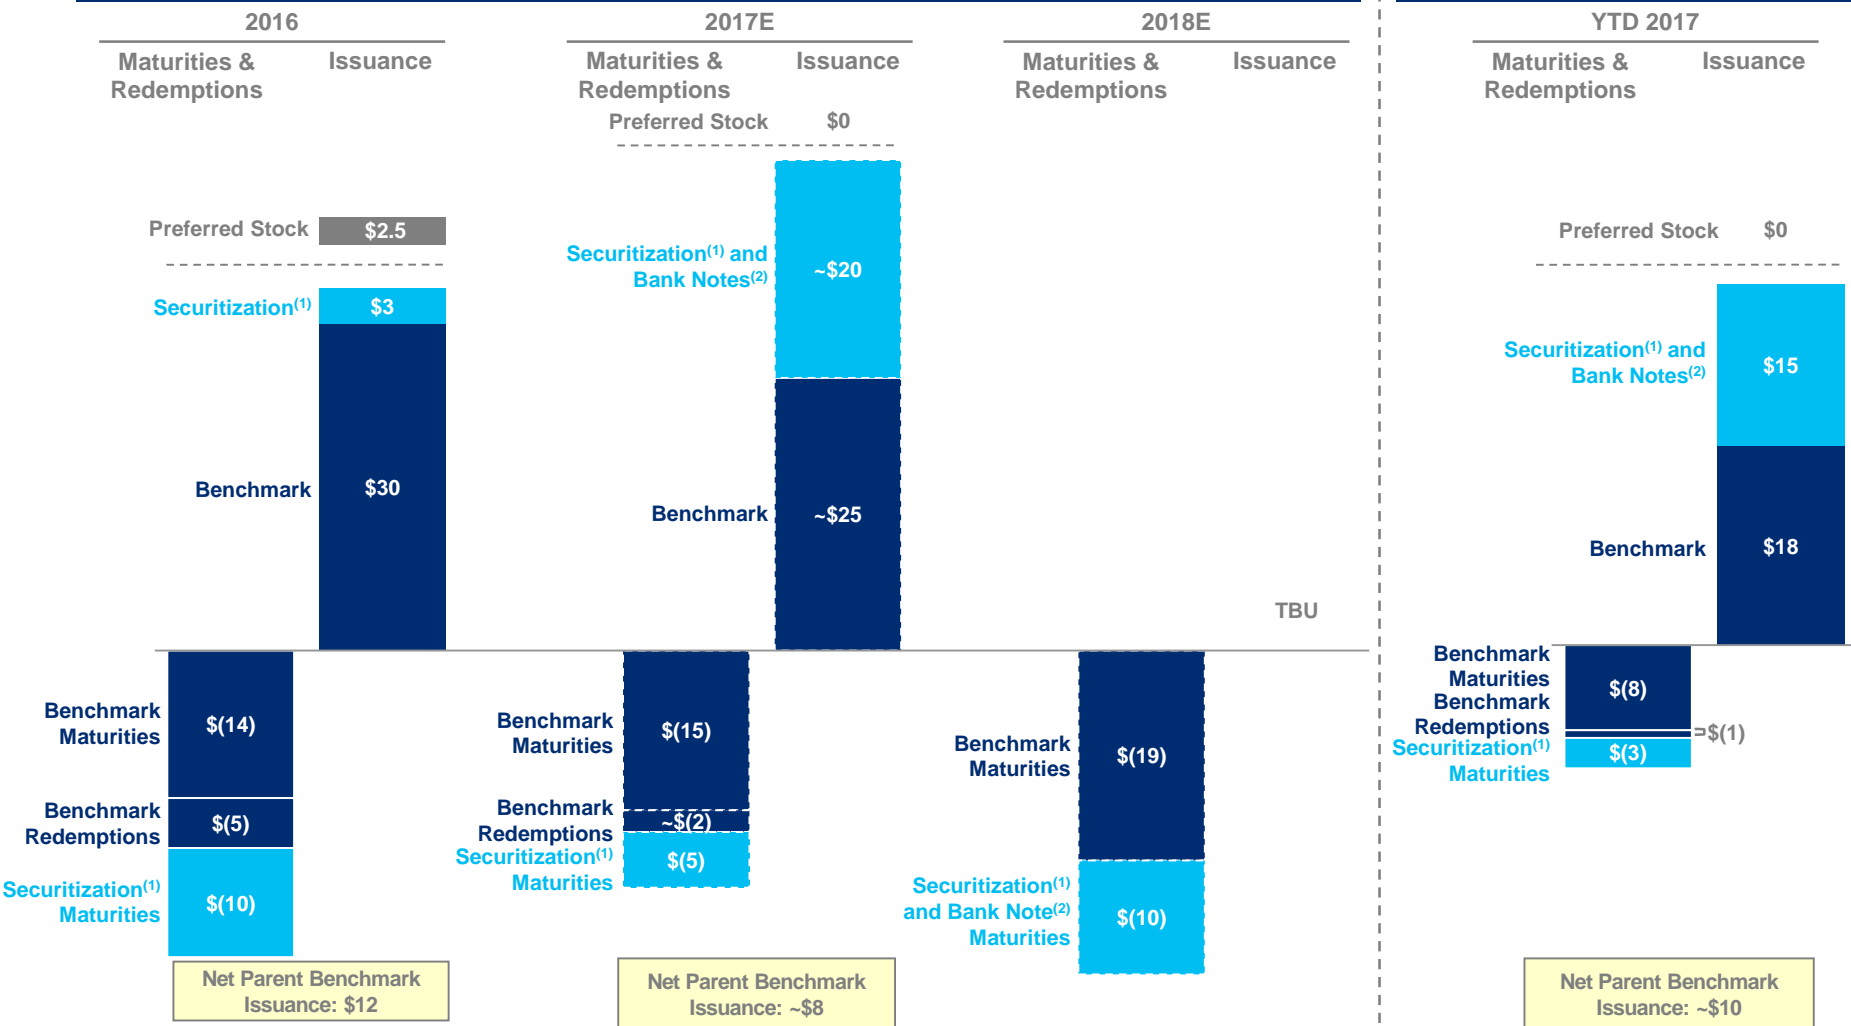 2016
Maturities &
Redemptions
Issuance
Preferred Stock
$2.5
Securitization(1)
$3
Benchmark
$30
Benchmark
Maturities
$(14)
Benchmark
Redemptions
$(5)
Securitization(1)
Maturities
$(10)
Net Parent Benchmark
Issuance: $12
2017E
Maturities &
Redemptions
Issuance
Preferred Stock
$0
Securitization(1) and
Bank Notes(2)
~$20
Benchmark
~$25
Benchmark
Maturities
$(15)
Benchmark
Redemptions
~$(2)
Securitization(1)
Maturities
$(5)
Net Parent Benchmark
Issuance: ~$8
2018E
Maturities &
Redemptions
Issuance
TBU
Benchmark
Maturities
$(19)
Securitization(1)
and Bank Note(2)
Maturities
$(10)
YTD 2017
Maturities &
Redemptions
Issuance
Preferred Stock
$0
Securitization(1) and
Bank Notes(2)
$15
Benchmark
$18
Benchmark
Maturities
$(8)
Benchmark
Redemptions
$(1)
Securitization(1)
Maturities
$(3)
Net Parent Benchmark
Issuance: ~$10